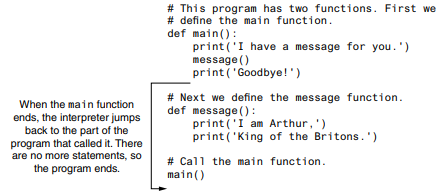 # This program has two functions. First we
# define the main function.
def main():
    print('I have a message for you.')
    message()
    print('Goodbye!')
# Next we define the message function.
def message():
    print('I am Arthur,')
    print('King of the Britons.')
# Call the main function.
main()
When the main function
ends, the interpreter jumps
back to the part of the
program that called it. There
are no more statements, so
the program ends.